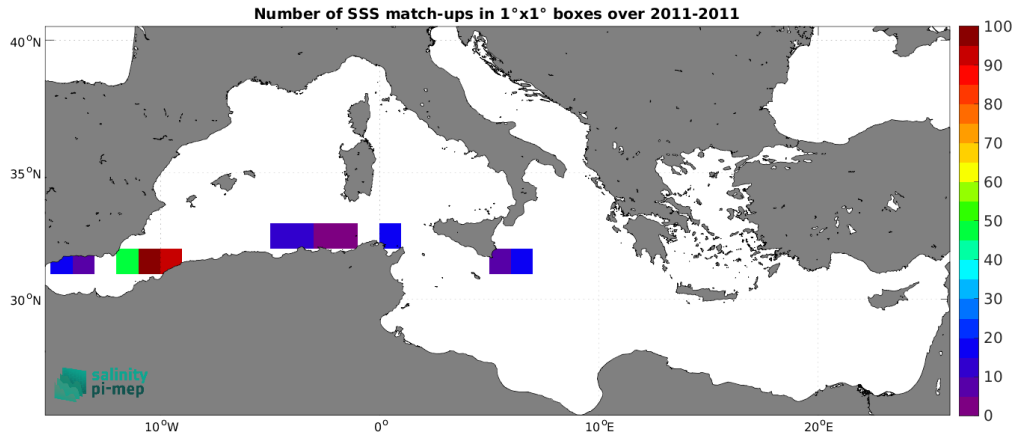 Number of SSS match-ups in 1°x1° boxes over 2011-2011
40°N
35°N
30°N
10°W
0°
10°E
20°E
100
90
80
70
60
50
40
30
20
10
0
salinity
pi-mep